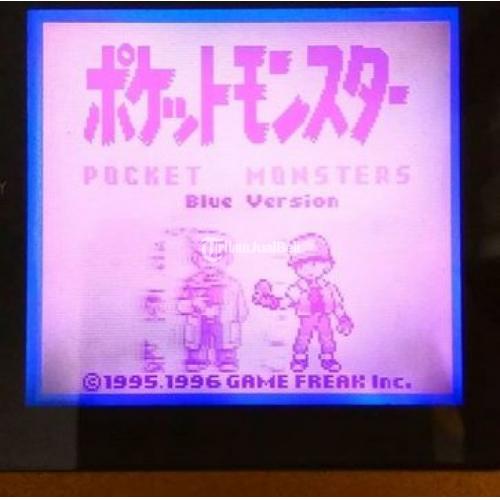 ポケットモンスター
POCKET MONSTERS
Blue Version
©1995.1996 GAME FREAK Inc.